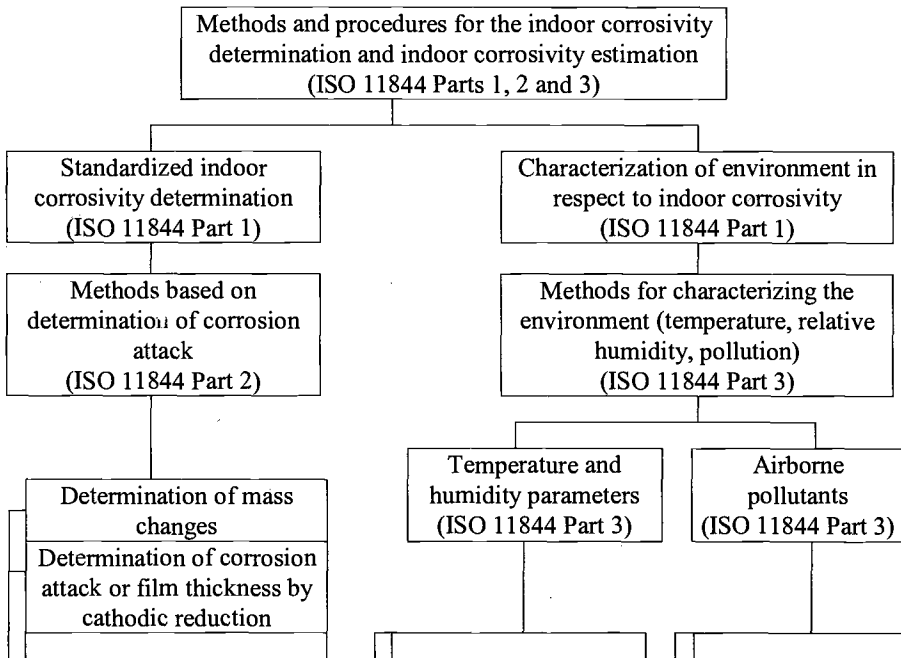 Methods and procedures for the indoor corrosivity
determination and indoor corrosivity estimation
(ISO 11844 Parts 1, 2 and 3)
Standardized indoor
corrosivity determination
(ISO 11844 Part 1)
Characterization of environment in
respect to indoor corrosivity
(ISO 11844 Part 1)
Methods based on
determination of corrosion
attack
(ISO 11844 Part 2)
Methods for characterizing the
environment (temperature, relative
humidity, pollution)
(ISO 11844 Part 3)
Temperature and
humidity parameters
(ISO 11844 Part 3)
Airborne
pollutants
(ISO 11844 Part 3)
Determination of mass
changes
Determination of corrosion
attack or film thickness by
cathodic reduction